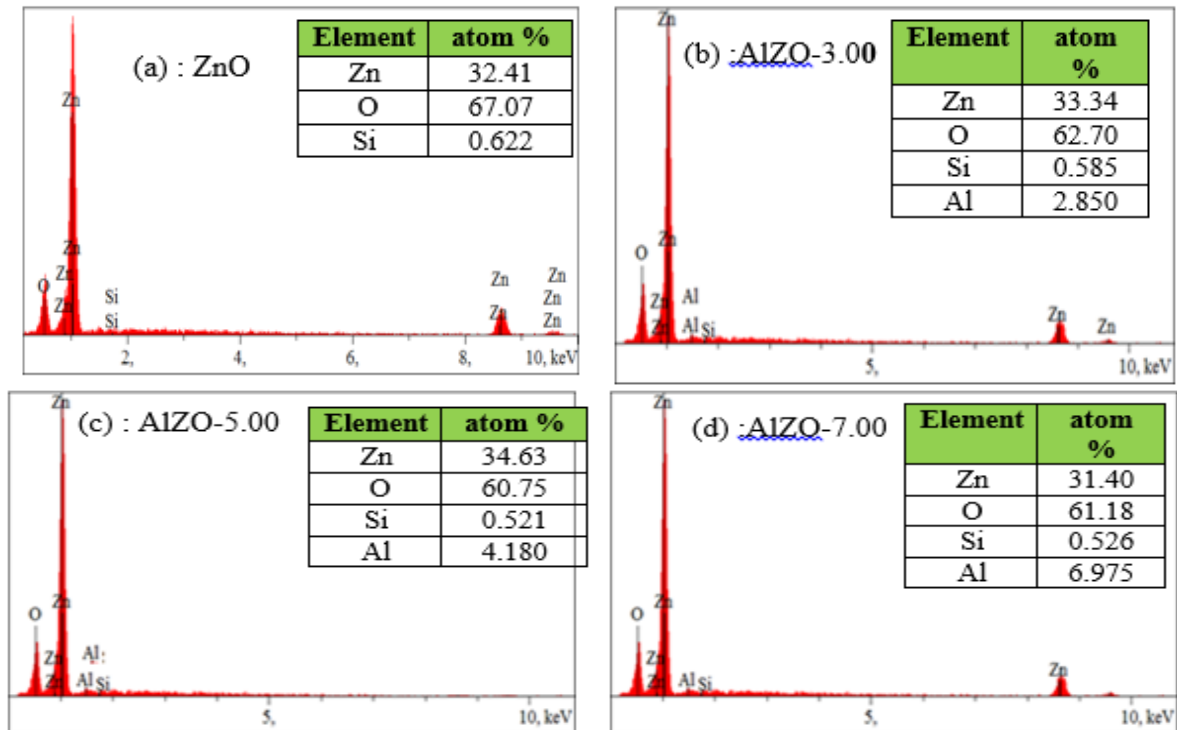 (a) : ZnO
Element atom %
Zn 32.41
O 67.07
Si 0.622
Zn
Zn
Zn
O
Zn
Si
Si
Zn
Zn
Zn
Zn
Zn
2, 4, 6, 8, 10, keV
(b) :AlZO-3.00
Element atom
%
Zn 33.34
O 62.70
Si 0.585
Al 2.850
Zn
Zn
O
Zn
Zn
Al
Al Si
Zn
Zn
5, 10, keV
(c) : AlZO-5.00
Element atom %
Zn 34.63
O 60.75
Si 0.521
Al 4.180
Zn
Zn
O
Zn
Zn
Al :
Al Si
5, 10, keV
(d) :AlZO-7.00
Element atom
%
Zn 31.40
O 61.18
Si 0.526
Al 6.975
Zn
Zn
O
Zn
Zn
Al Si
Zn
5, 10, keV